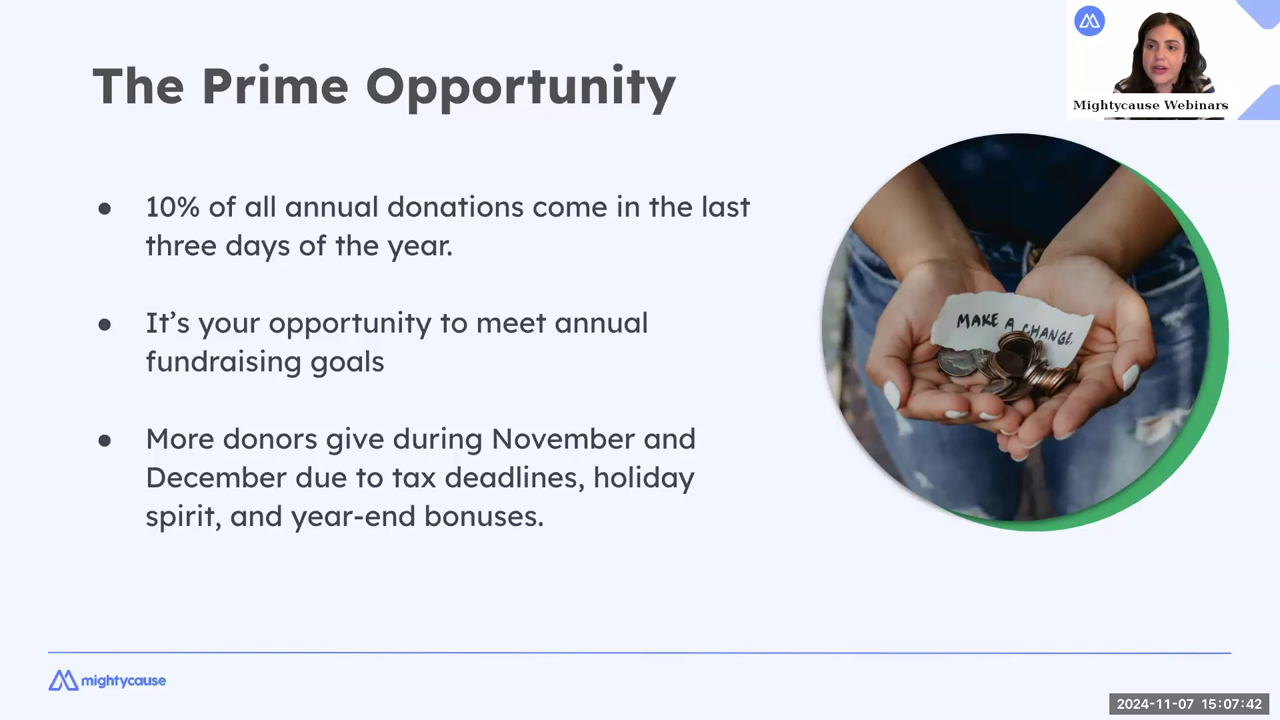 The Prime Opportunity
Mightycause Webinars
● 10% of all annual donations come in the last
three days of the year.
● It’s your opportunity to meet annual
fundraising goals
● More donors give during November and
December due to tax deadlines, holiday
spirit, and year-end bonuses.
MAKE A CHANGE
mightycause
2024-11-07 15:07:42